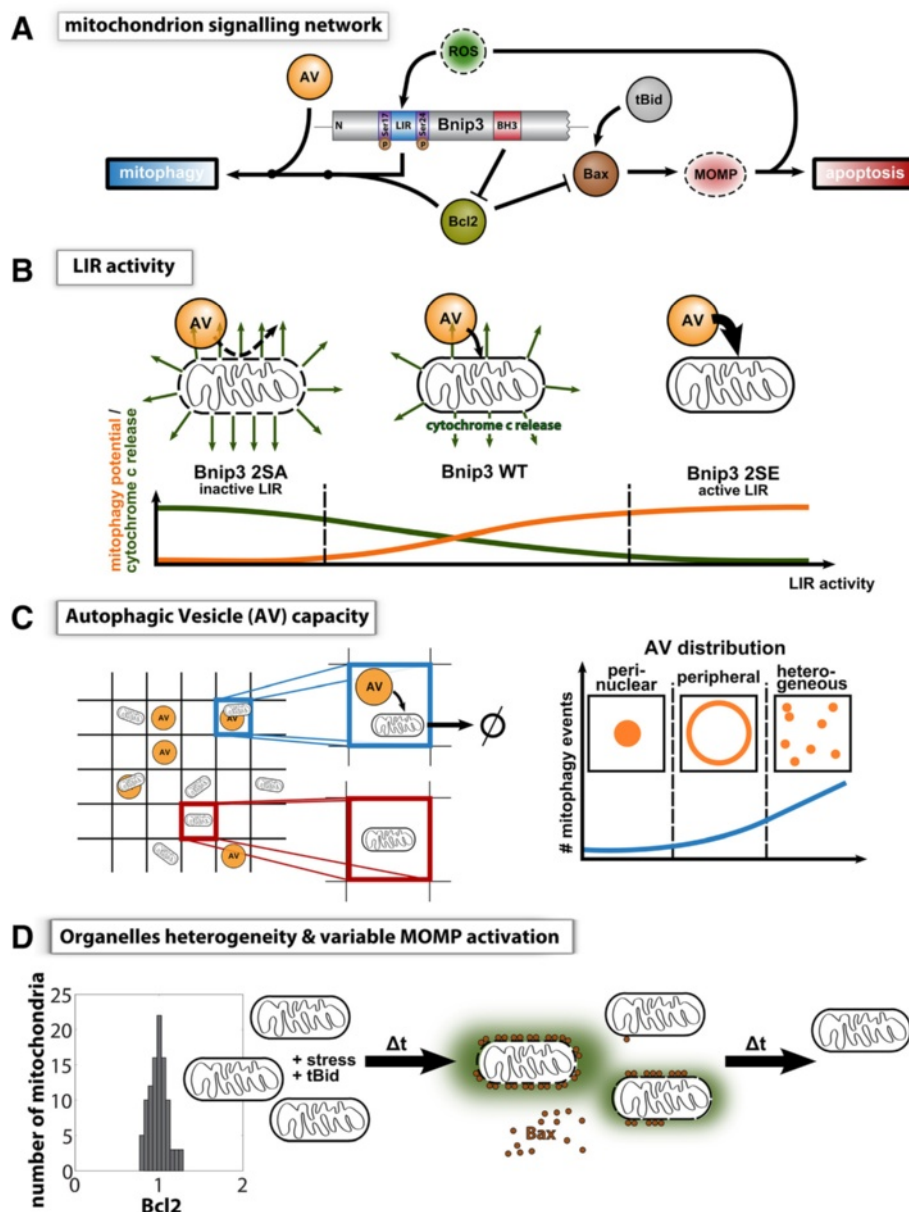 A
mitochondrion signalling network
ROS
AV
tBid
N
Ser17
LIR
Ser24
Bnip3
BH3
P
P
mitophagy
Bax
MOMP
apoptosis
Bcl2
B
LIR activity
AV
AV
AV
cytochrome c release
mitophagy potential /
cytochrome c release
Bnip3 2SA
inactive LIR
Bnip3 WT
Bnip3 2SE
active LIR
LIR activity
C
Autophagic Vesicle (AV) capacity
AV
AV
AV
AV
AV
AV distribution
peri-
nuclear
peripheral
hetero-
geneous
# mitophagy events
D
Organelles heterogeneity & variable MOMP activation
number of mitochondria
25
20
15
10
5
0
0
1
2
Bcl2
+ stress
+ tBid
Δt
Bax
Δt